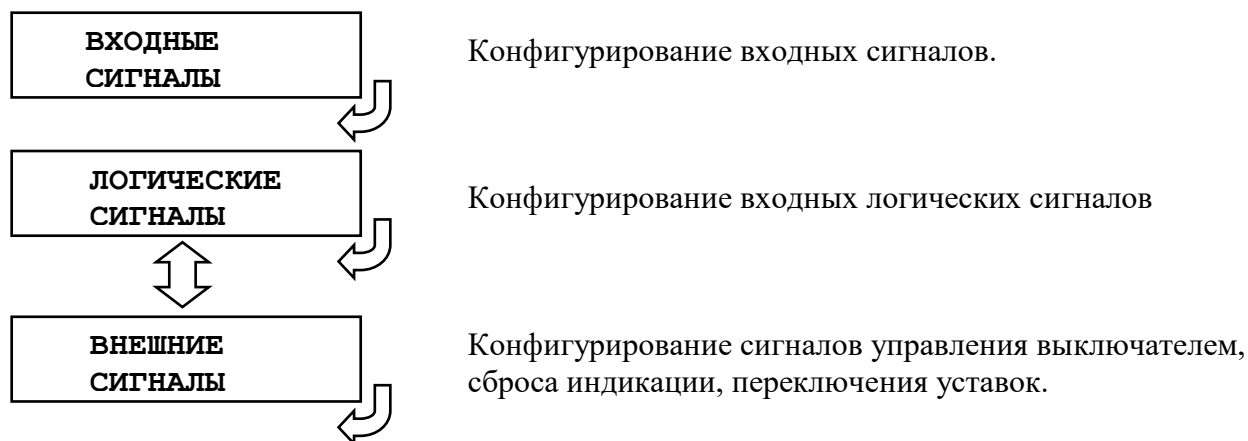 ВХОДНЫЕ
СИГНАЛЫ
Конфигурирование входных сигналов.
ЛОГИЧЕСКИЕ
СИГНАЛЫ
Конфигурирование входных логических сигналов
ВНЕШНИЕ
СИГНАЛЫ
Конфигурирование сигналов управления выключателем,
сброса индикации, переключения уставок.